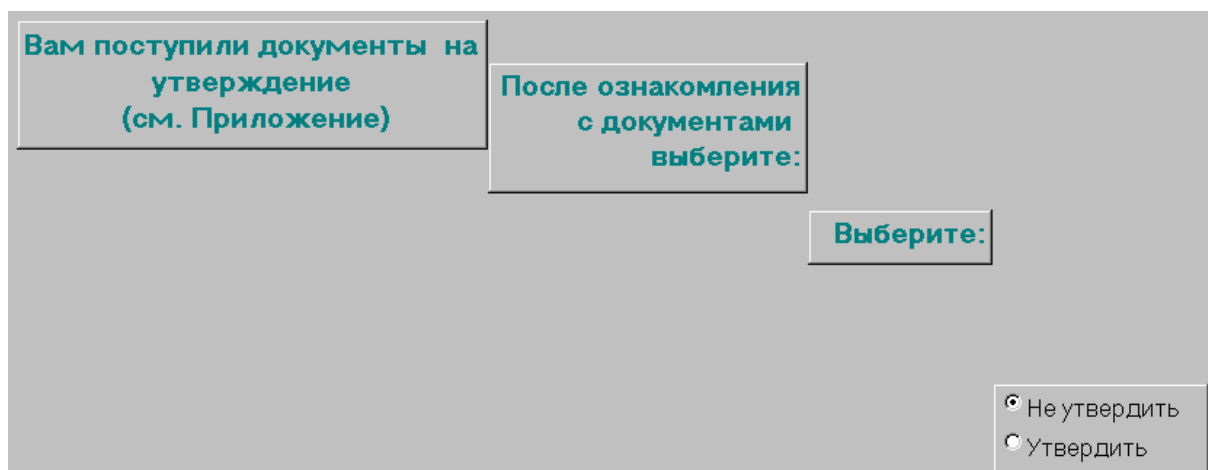 Вам поступили документы на
утверждение
(см. Приложение)
После ознакомления
с документами
выберите:
Выберите:
Не утвердить
Утвердить